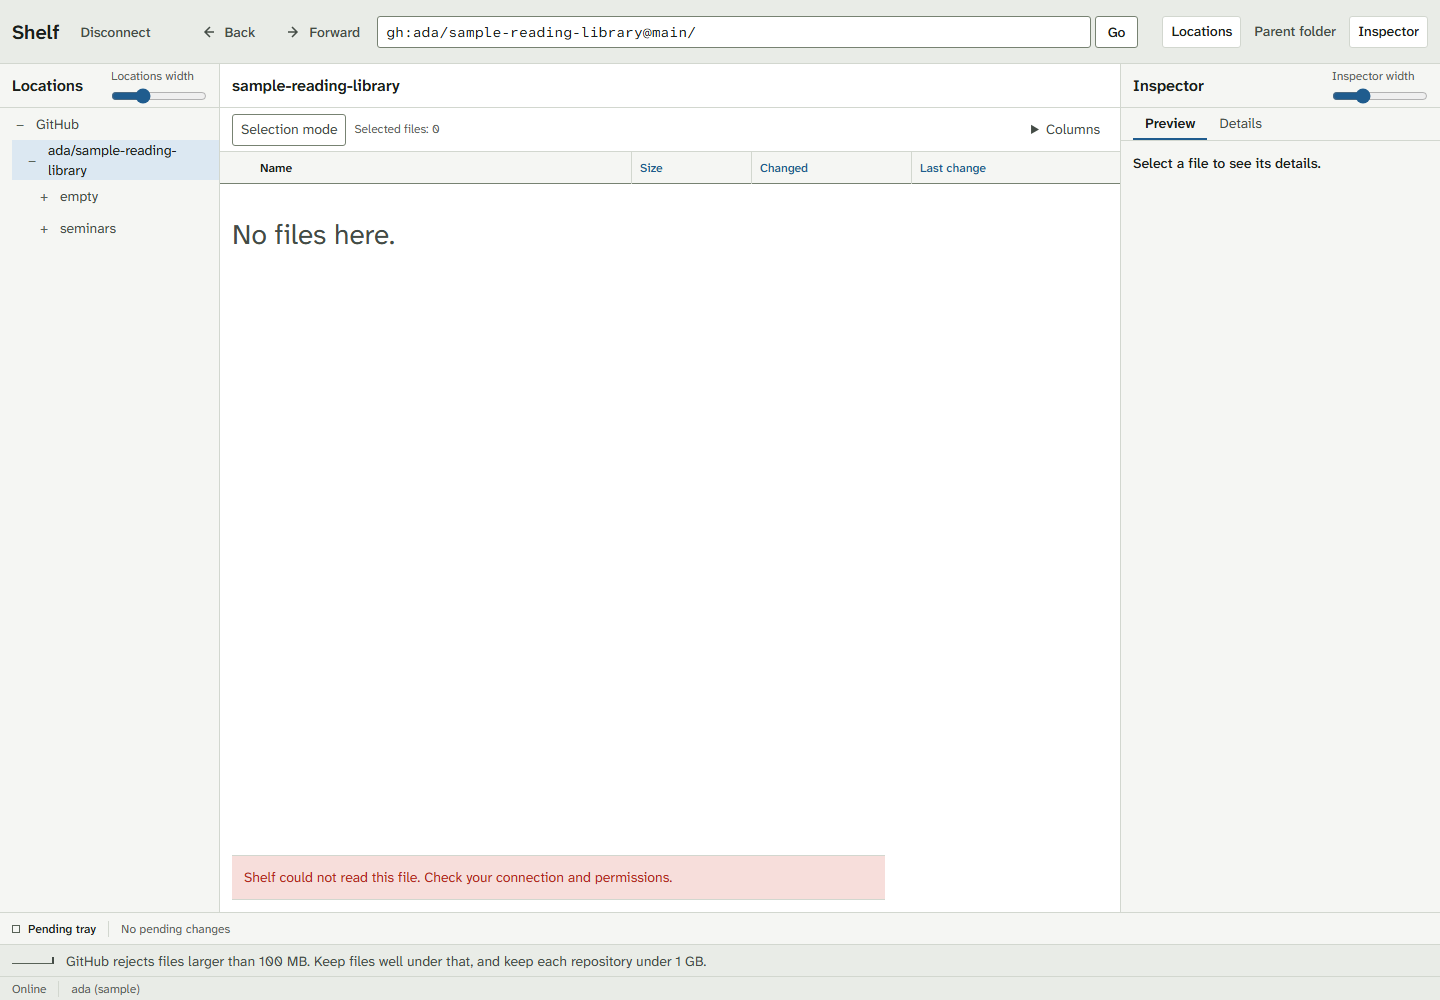 Shelf
Disconnect
Back
Forward
gh:ada/sample-reading-library@main/
Go
Locations
Parent folder
Inspector
Locations
Locations width
sample-reading-library
Inspector
Inspector width
− GitHub
− ada/sample-reading-
library
+ empty
+ seminars
Selection mode
Selected files: 0
Columns
Name
Size
Changed
Last change
No files here.
Preview
Details
Select a file to see its details.
Shelf could not read this file. Check your connection and permissions.
Pending tray
No pending changes
GitHub rejects files larger than 100 MB. Keep files well under that, and keep each repository under 1 GB.
Online
ada (sample)